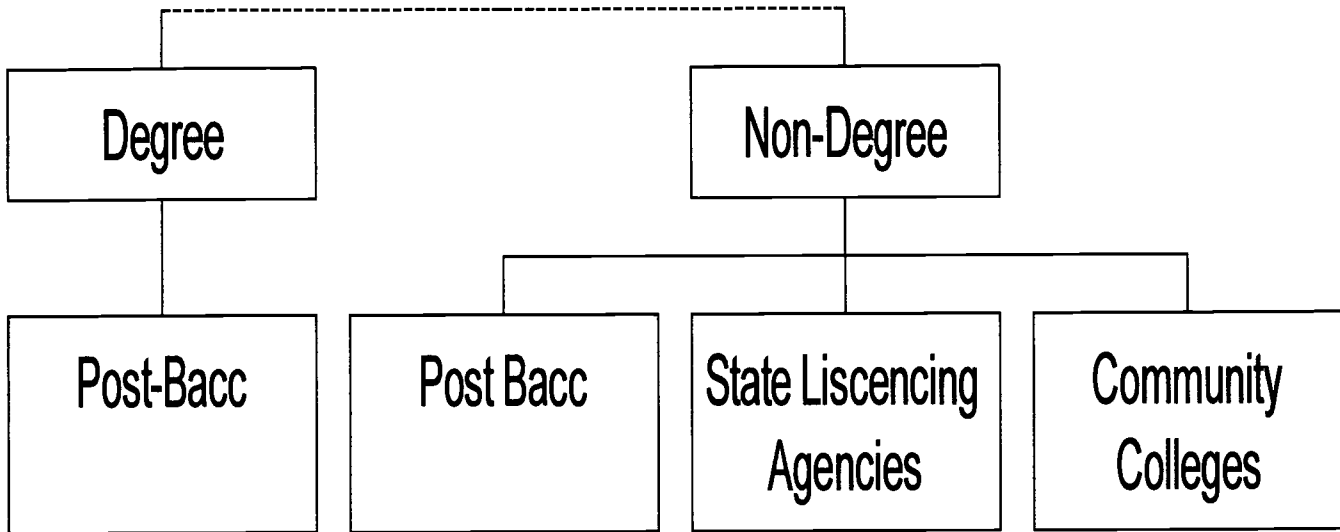 Degree
Non-Degree
Post-Bacc
Post Bacc
State Liscencing
Agencies
Community
Colleges